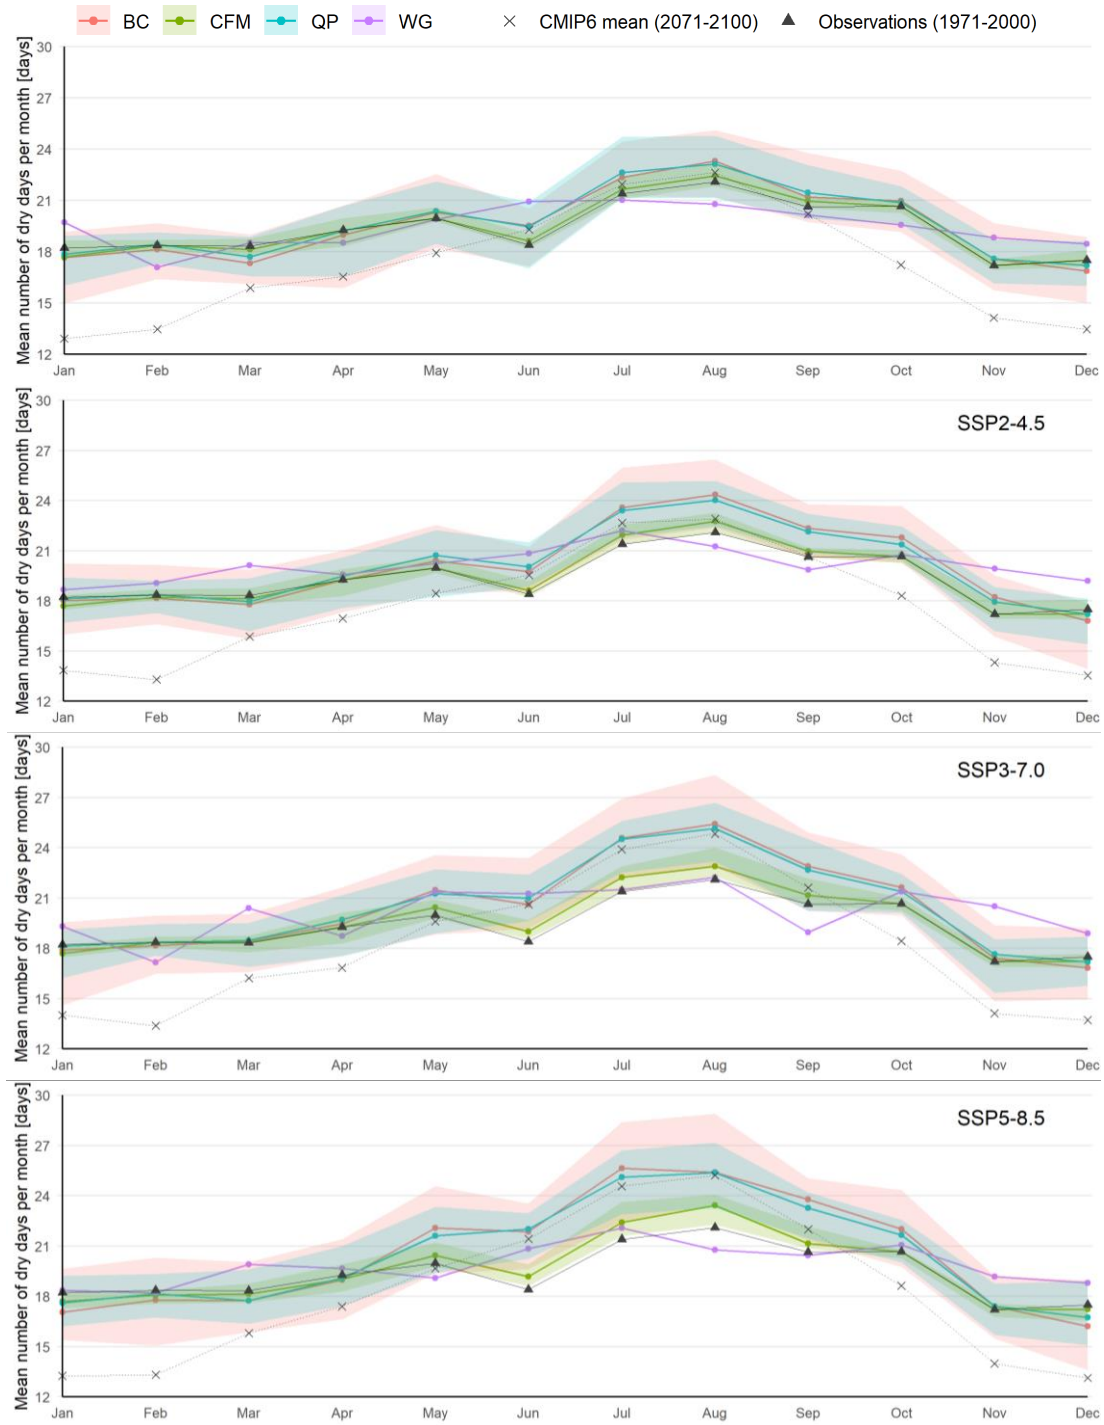 BC CFM QP WG CMIP6 mean (2071-2100) Observations (1971-2000)
Mean number of dry days per month [days]
30
27
24
21
18
15
12
Jan Feb Mar Apr May Jun Jul Aug Sep Oct Nov Dec
SSP2-4.5
Mean number of dry days per month [days]
30
27
24
21
18
15
12
Jan Feb Mar Apr May Jun Jul Aug Sep Oct Nov Dec
SSP3-7.0
Mean number of dry days per month [days]
30
27
24
21
18
15
12
Jan Feb Mar Apr May Jun Jul Aug Sep Oct Nov Dec
SSP5-8.5
Mean number of dry days per month [days]
30
27
24
21
18
15
12
Jan Feb Mar Apr May Jun Jul Aug Sep Oct Nov Dec